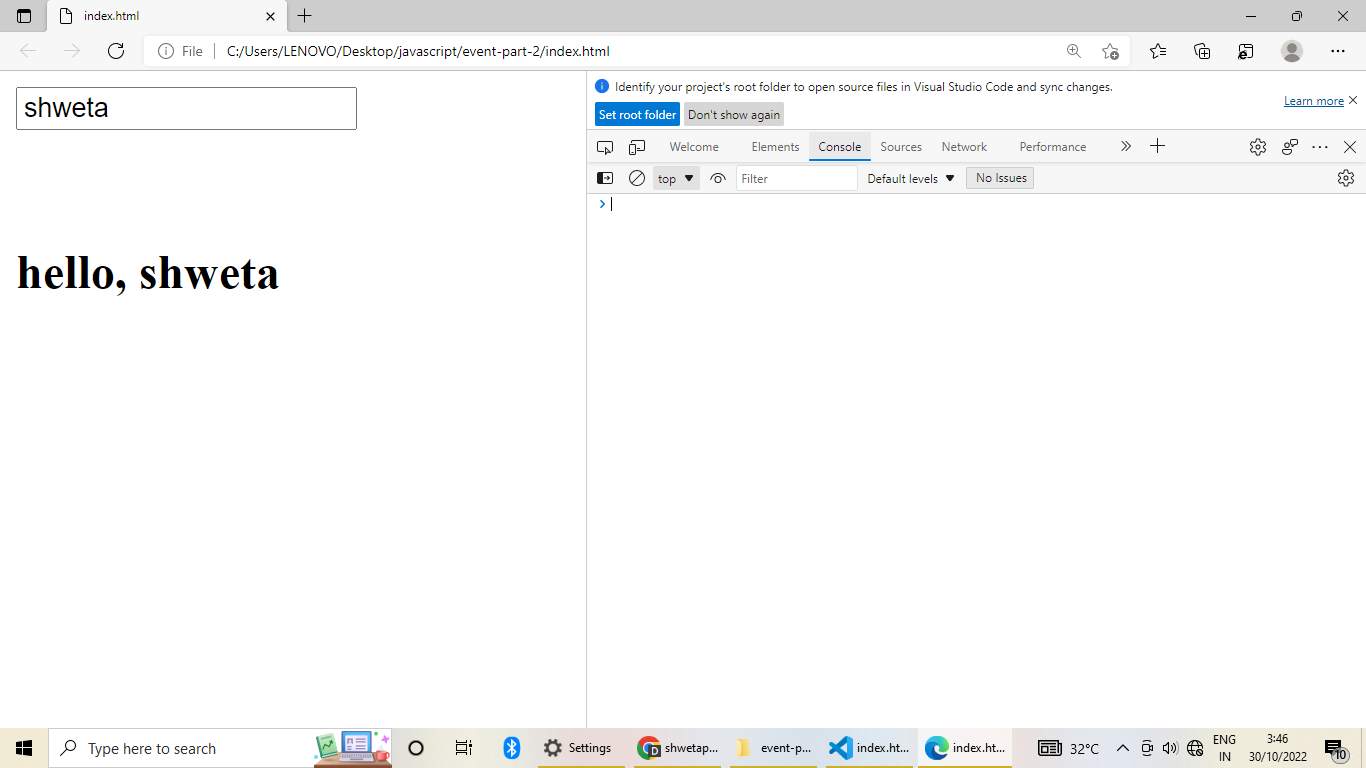 index.html
File
C:/Users/LENOVO/Desktop/javascript/event-part-2/index.html
shweta
hello, shweta
Identify your project's root folder to open source files in Visual Studio Code and sync changes.
Set root folder Don't show again
Learn more
Welcome Elements Console Sources Network Performance
top Filter Default levels No Issues
Type here to search
Settings
shwetap...
event-p...
index.ht...
index.ht...
32°C
ENG
IN
3:46
30/10/2022
10